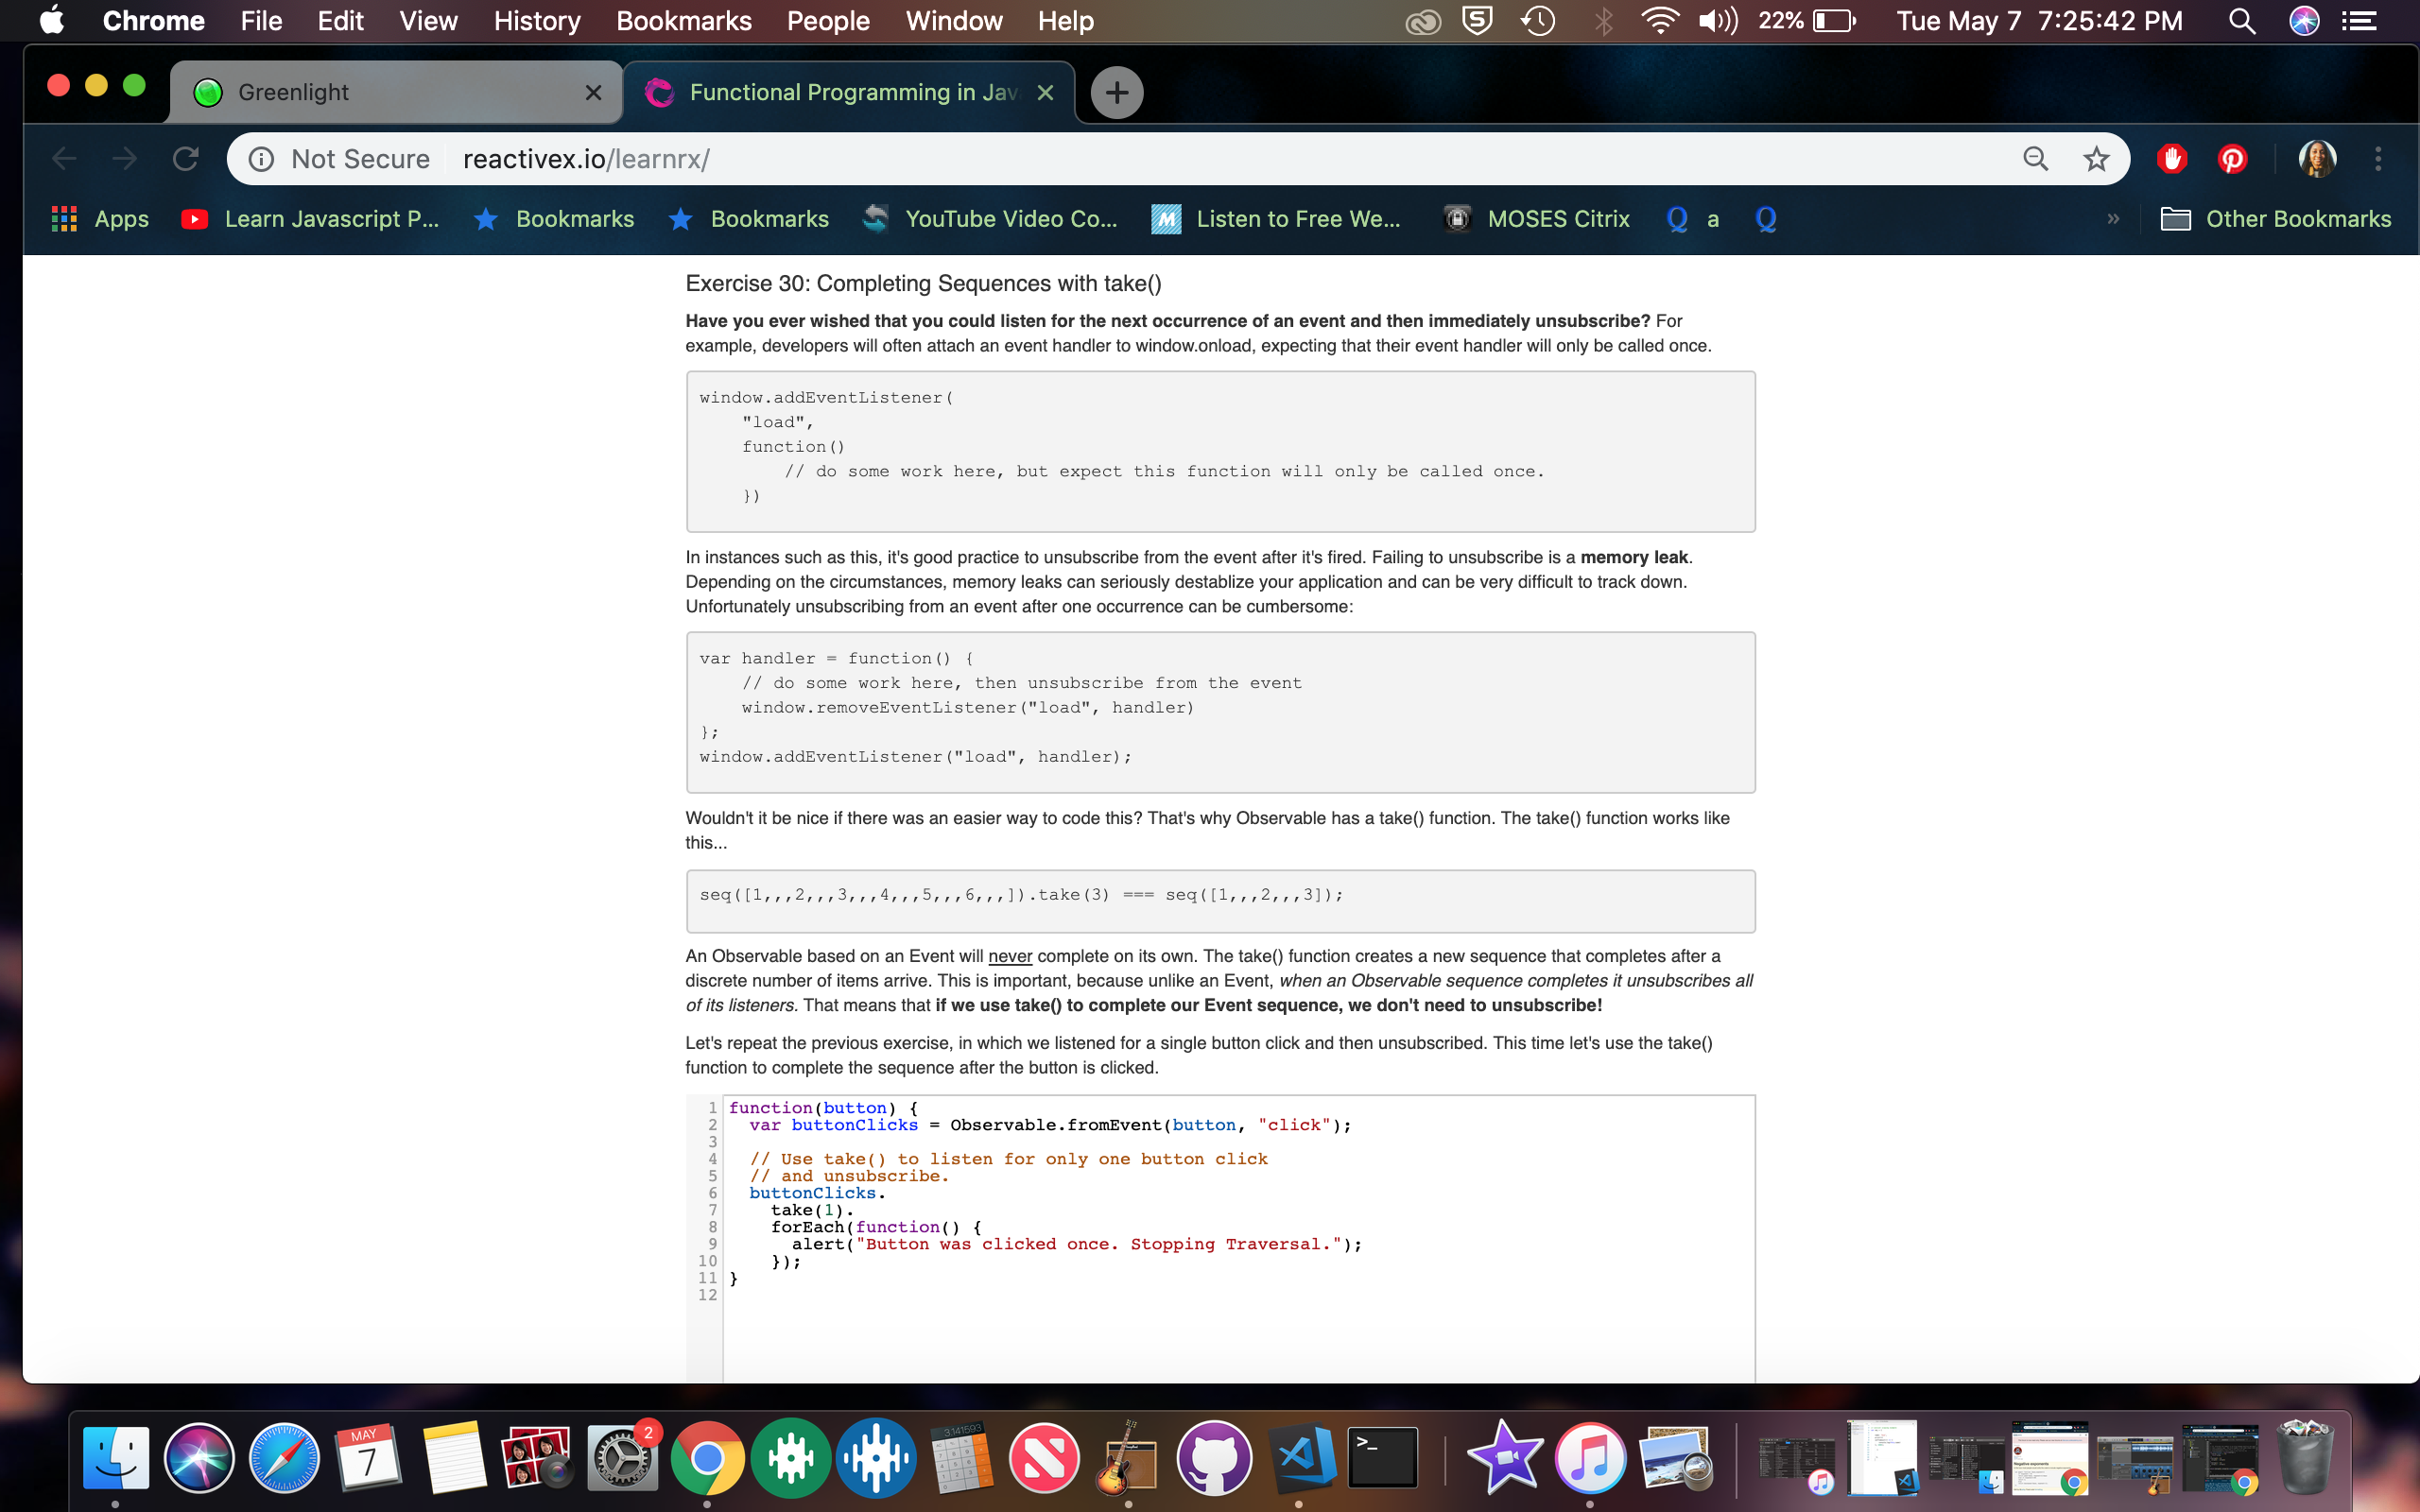 Chrome File Edit View History Bookmarks People Window Help 22% Tue May 7 7:25:42 PM
Greenlight
Functional Programming in Jav
Not Secure reactivex.io/learnrx/
Apps Learn Javascript P... Bookmarks Bookmarks YouTube Video Co... Listen to Free We... MOSES Citrix a » Other Bookmarks
Exercise 30: Completing Sequences with take()
Have you ever wished that you could listen for the next occurrence of an event and then immediately unsubscribe? For
example, developers will often attach an event handler to window.onload, expecting that their event handler will only be called once.
window.addEventListener(
"load",
function()
// do some work here, but expect this function will only be called once.
})
In instances such as this, it's good practice to unsubscribe from the event after it's fired. Failing to unsubscribe is a memory leak.
Depending on the circumstances, memory leaks can seriously destablize your application and can be very difficult to track down.
Unfortunately unsubscribing from an event after one occurrence can be cumbersome:
var handler = function() {
// do some work here, then unsubscribe from the event
window.removeEventListener("load", handler)
};
window.addEventListener("load", handler);
Wouldn't it be nice if there was an easier way to code this? That's why Observable has a take() function. The take() function works like
this...
seq([1,,,2,,,3,,,4,,,5,,,6,,,]).take(3) === seq([1,,,2,,,3]);
An Observable based on an Event will never complete on its own. The take() function creates a new sequence that completes after a
discrete number of items arrive. This is important, because unlike an Event, when an Observable sequence completes it unsubscribes all
of its listeners. That means that if we use take() to complete our Event sequence, we don't need to unsubscribe!
Let's repeat the previous exercise, in which we listened for a single button click and then unsubscribed. This time let's use the take()
function to complete the sequence after the button is clicked.
1 function(button) {
2 var buttonClicks = Observable.fromEvent(button, "click");
3
4 // Use take() to listen for only one button click
5 // and unsubscribe.
6 buttonClicks.
7 take(1).
8 forEach(function() {
9 alert("Button was clicked once. Stopping Traversal.");
10 });
11 }
12
MAY
7
2
3.141593
>_